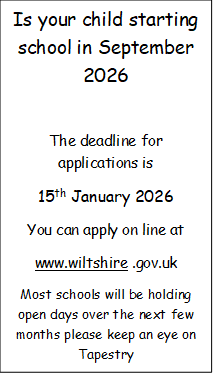 Is your child starting
school in September
2026
The deadline for
applications is
15th January 2026
You can apply on line at
www.wiltshire .gov.uk
Most schools will be holding
open days over the next few
months please keep an eye on
Tapestry